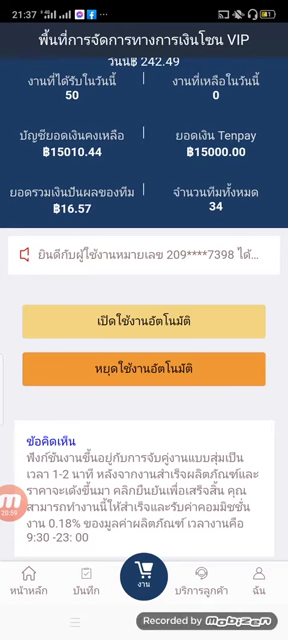 21:37
พื้นที่การจัดการทางการเงินโซน VIP
วันนี้฿ 242.49
งานที่ได้รับในวันนี้
50
งานที่เหลือในวันนี้
0
บัญชียอดเงินคงเหลือ
฿15010.44
ยอดเงิน Tenpay
฿15000.00
ยอดรวมเงินปันผลของทีม
฿16.57
จำนวนทีมทั้งหมด
34
ยินดีกับผู้ใช้งานหมายเลข 209****7398 ได้...
เปิดใช้งานอัตโนมัติ
หยุดใช้งานอัตโนมัติ
ข้อคิดเห็น
ฟังก์ชันงานขึ้นอยู่กับการจับคู่งานแบบสุ่มเป็น
เวลา 1-2 นาที หลังจากงานสำเร็จผลิตภัณฑ์และ
ราคาจะเด้งขึ้นมา คลิกยืนยันเพื่อเสร็จสิ้น คุณ
สามารถทำงานนี้ให้สำเร็จและรับค่าคอมมิชชั่น
งาน 0.18% ของมูลค่าผลิตภัณฑ์ เวลางานคือ
9:30 -23: 00
20:59
หน้าหลัก
บันทึก
งาน
บริการลูกค้า
ฉัน
Recorded by mobizen